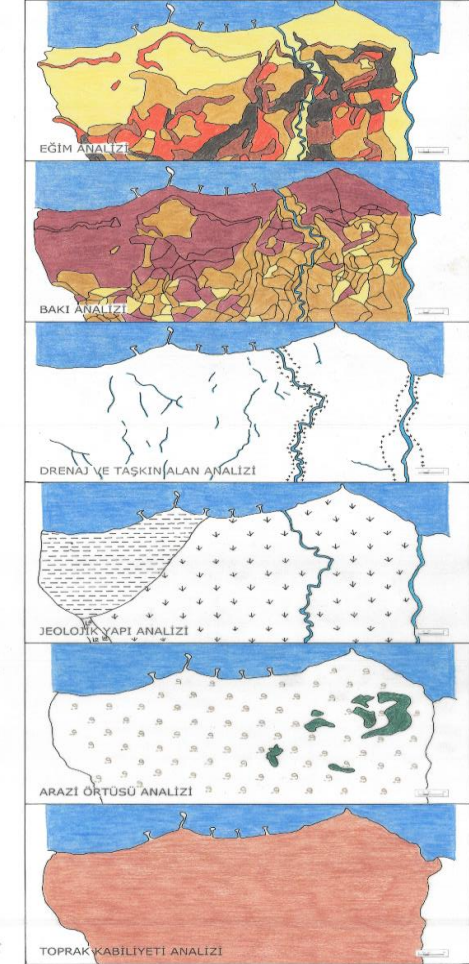 EĞİM ANALİZİ
BAKI ANALİZİ
DRENAJ VE TAŞKIN ALAN ANALİZİ
JEOLOJİK YAPI ANALİZİ
ARAZİ ÖRTÜSÜ ANALİZİ
TOPRAK KABİLİYETİ ANALİZİ